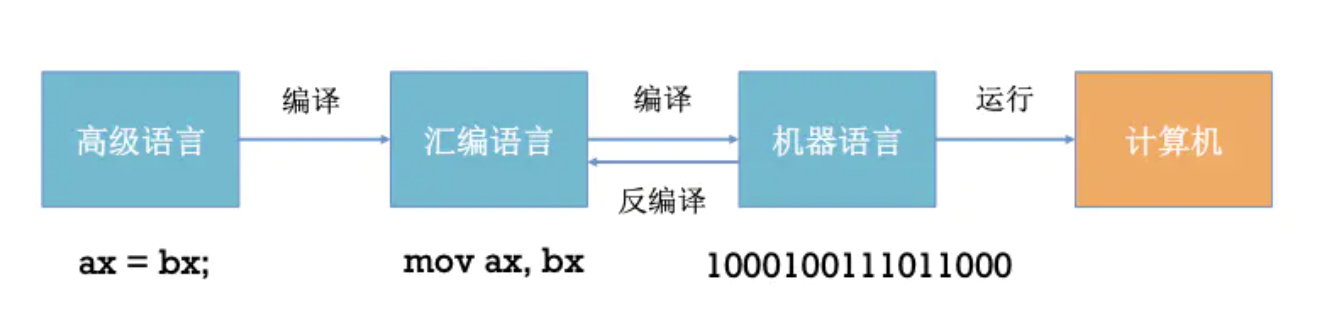 编译
编译
运行
高级语言
汇编语言
机器语言
计算机
反编译
ax = bx;
mov ax, bx
1000100111011000